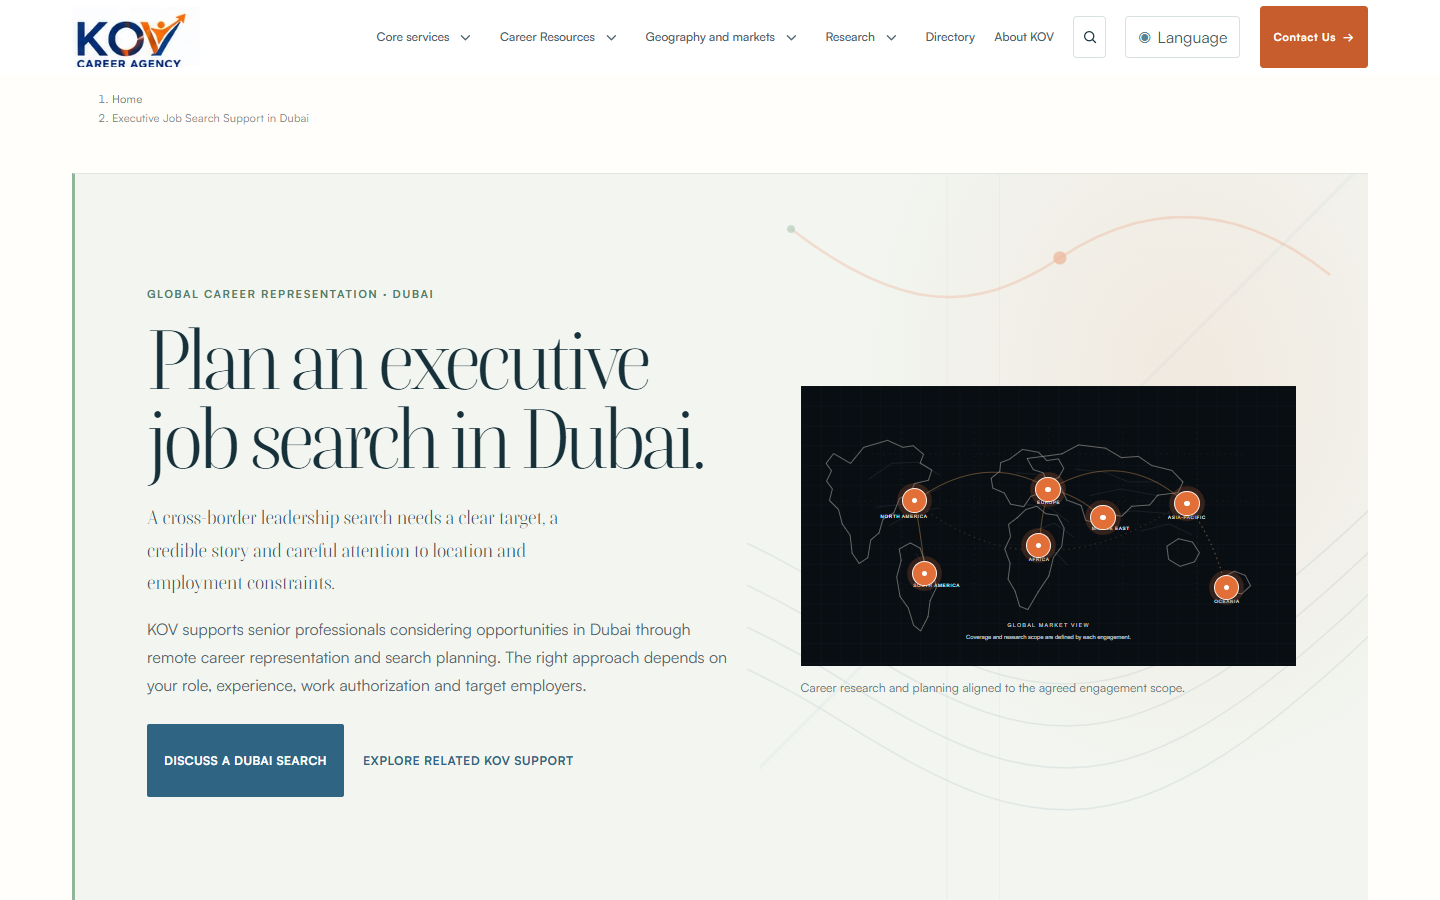 KOV
CAREER AGENCY
Core services
Career Resources
Geography and markets
Research
Directory
About KOV
Language
Contact Us →
1. Home
2. Executive Job Search Support in Dubai
GLOBAL CAREER REPRESENTATION · DUBAI
Plan an executive
job search in Dubai.
A cross-border leadership search needs a clear target, a
credible story and careful attention to location and
employment constraints.
KOV supports senior professionals considering opportunities in Dubai through
remote career representation and search planning. The right approach depends on
your role, experience, work authorization and target employers.
DISCUSS A DUBAI SEARCH
EXPLORE RELATED KOV SUPPORT
NORTH AMERICA
EUROPE
EAST
ASIA-PACIFIC
AFRICA
SOUTH AMERICA
OCEANIA
GLOBAL MARKET VIEW
Coverage and research scope are defined by each engagement.
Career research and planning aligned to the agreed engagement scope.